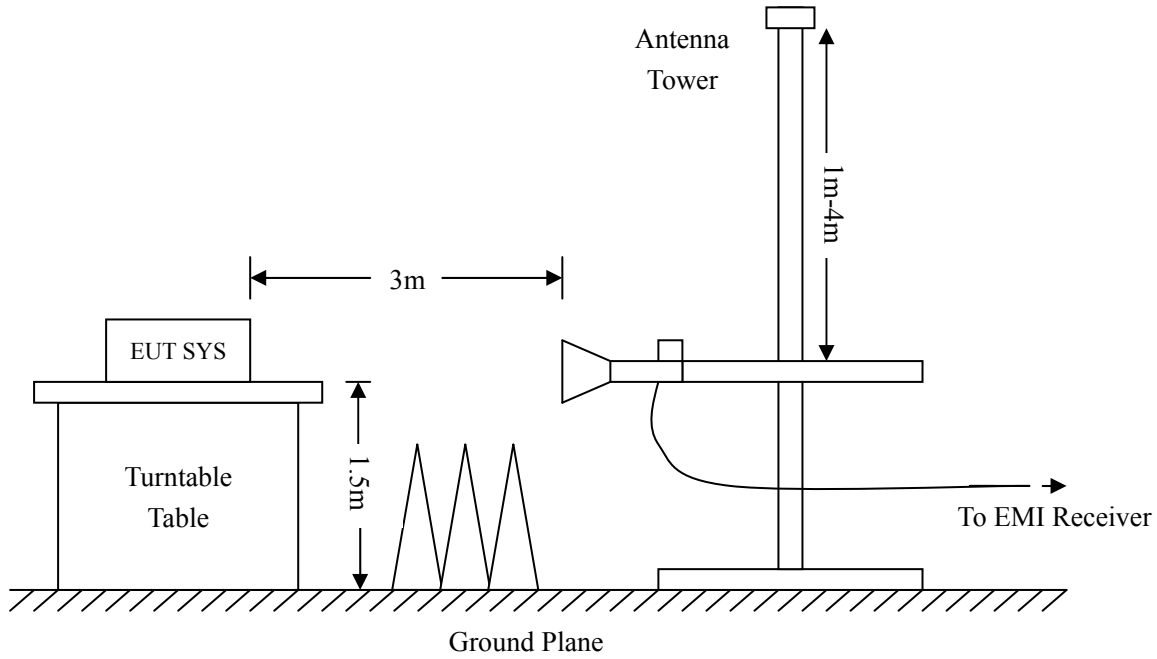 Antenna
Tower
1m-4m
3m
EUT SYS
1.5m
Turntable
Table
To EMI Receiver
Ground Plane